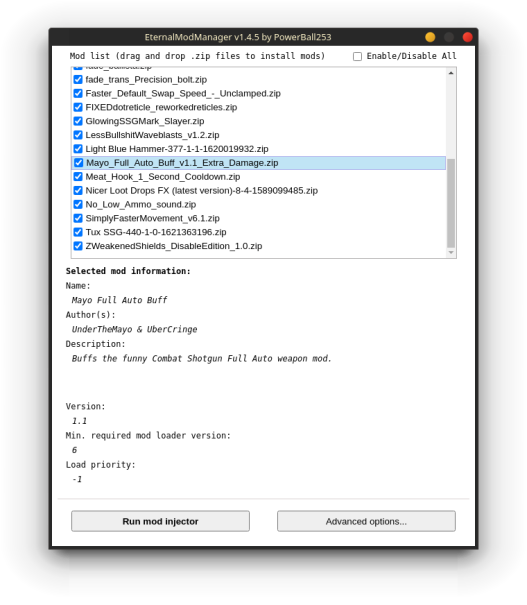 EternalModManager v1.4.5 by PowerBall253
Mod list (drag and drop .zip files to install mods) Enable/Disable All
fade_trans_Precision_bolt.zip
Faster_Default_Swap_Speed_-_Unclamped.zip
FIXEDdotreticle_reworkedreticles.zip
GlowingSSGMark_Slayer.zip
LessBullshitWaveblasts_v1.2.zip
Light Blue Hammer-377-1-1-1620019932.zip
Mayo_Full_Auto_Buff_v1.1_Extra_Damage.zip
Meat_Hook_1_Second_Cooldown.zip
Nicer Loot Drops FX (latest version)-8-4-1589099485.zip
No_Low_Ammo_sound.zip
SimplyFasterMovement_v6.1.zip
Tux SSG-440-1-0-1621363196.zip
ZWeakenedShields_DisableEdition_1.0.zip
Selected mod information:
Name:
Mayo Full Auto Buff
Author(s):
UnderTheMayo & UberCringe
Description:
Buffs the funny Combat Shotgun Full Auto weapon mod.
Version:
1.1
Min. required mod loader version:
6
Load priority:
-1
Run mod injector Advanced options...